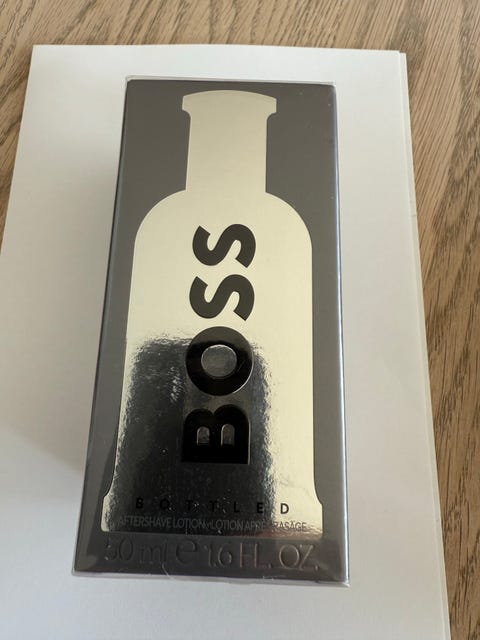 BOSS
BOTTLED
AFTERSHAVE LOTION • LOTION APRÈS-RASAGE
50 ml e 1.6 FL. OZ.